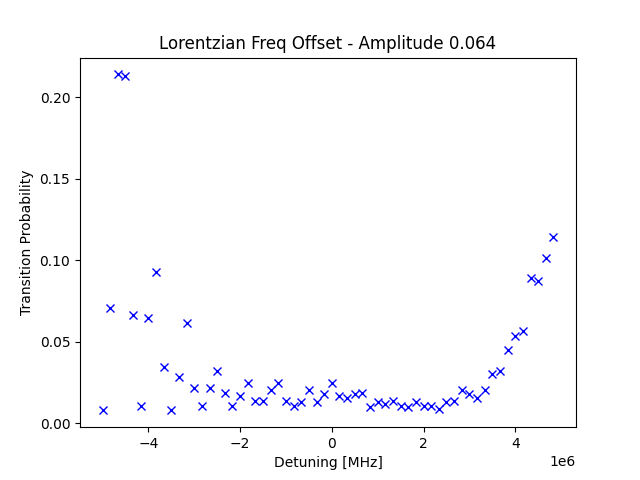 Lorentzian Freq Offset - Amplitude 0.064
Transition Probability
0.20
0.15
0.10
0.05
0.00
−4
−2
0
2
4
1e6
Detuning [MHz]